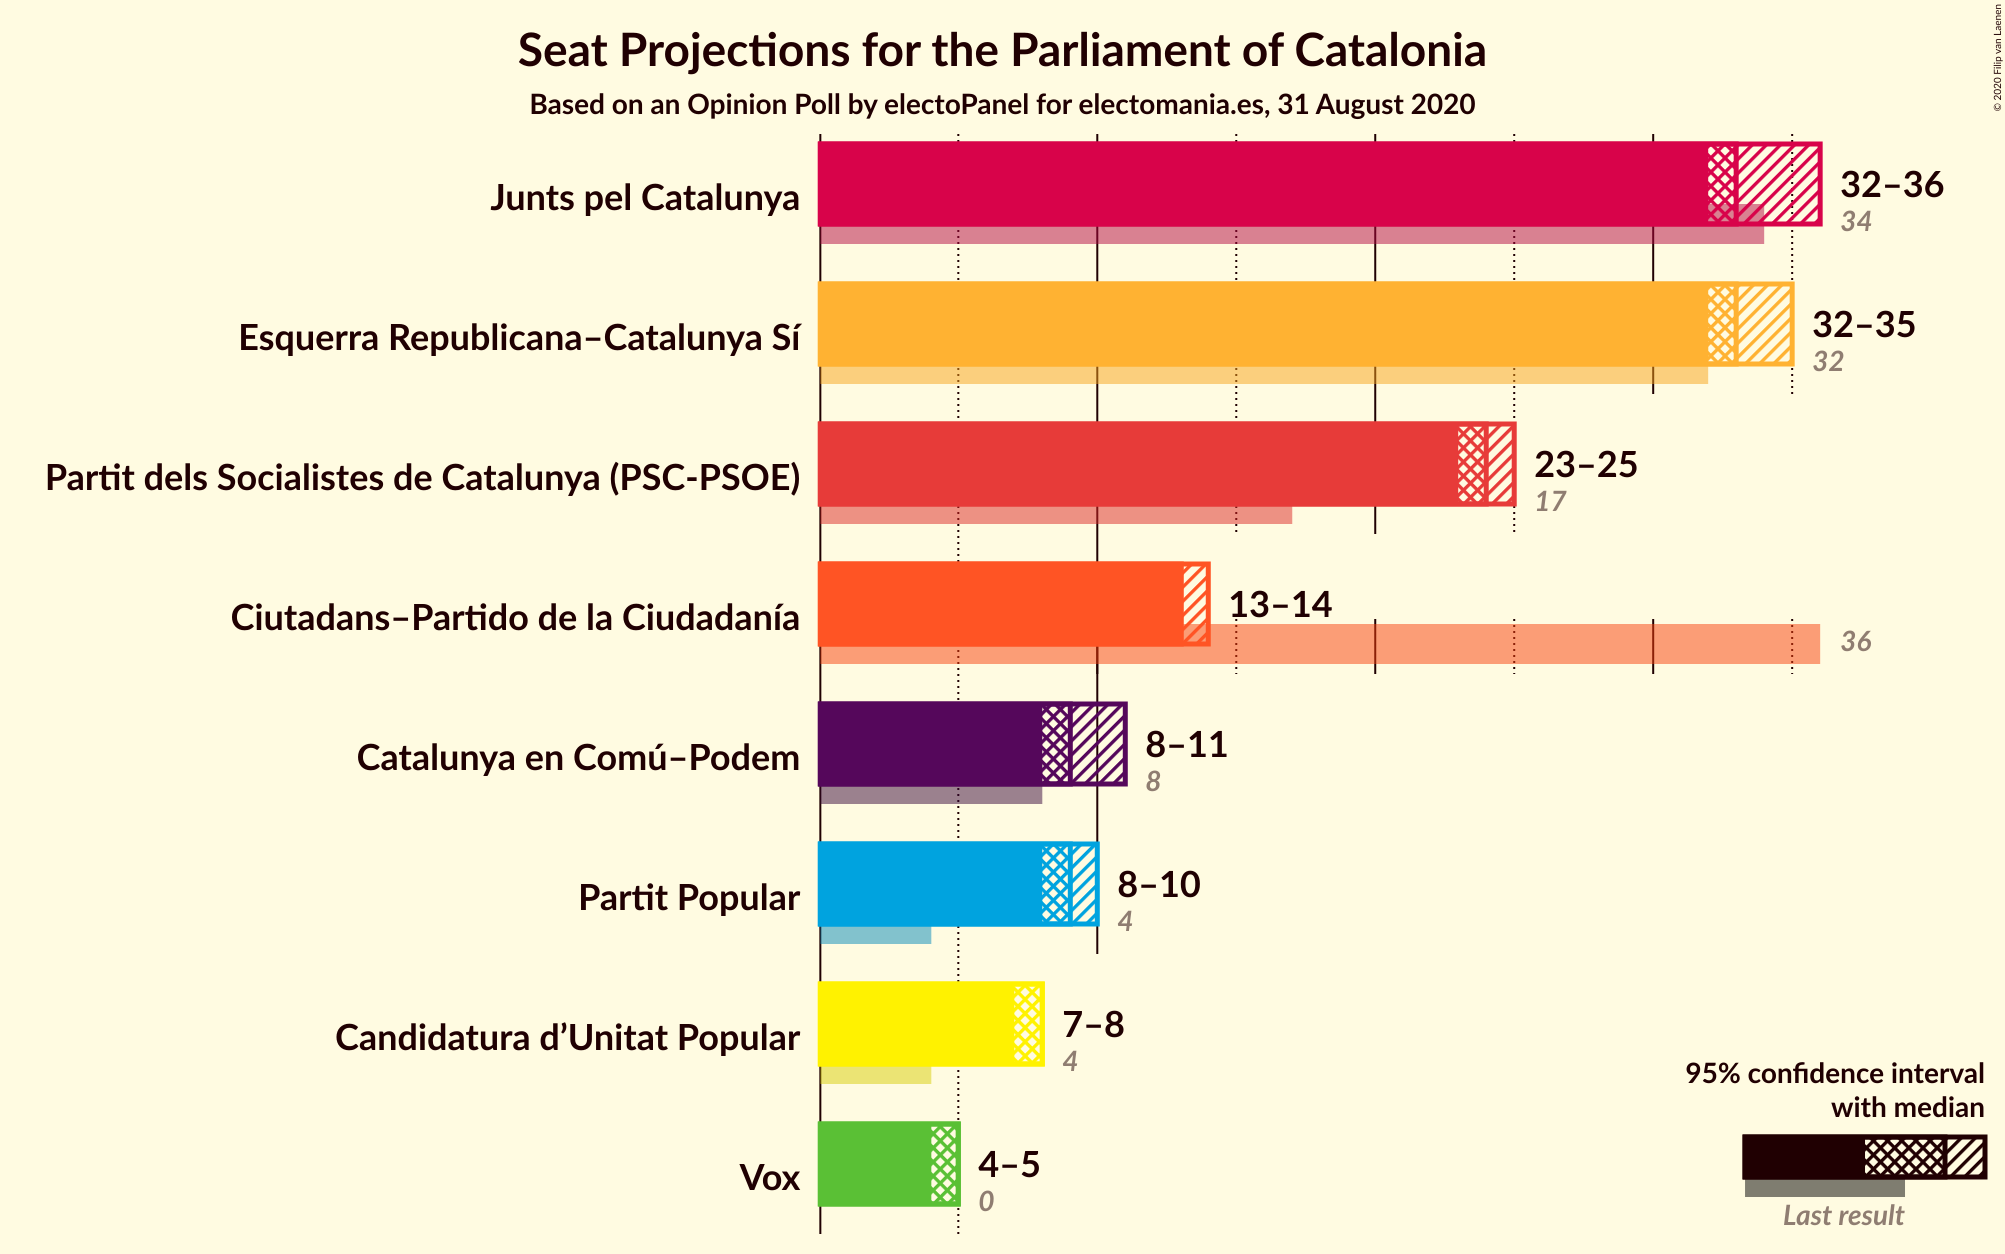 Seat Projections for the Parliament of Catalonia
Based on an Opinion Poll by electoPanel for electomania.es, 31 August 2020
© 2020 Filip van Laenen
Junts pel Catalunya
32–36
34
Esquerra Republicana–Catalunya Sí
32–35
32
Partit dels Socialistes de Catalunya (PSC-PSOE)
23–25
17
Ciutadans–Partido de la Ciudadanía
13–14
36
Catalunya en Comú–Podem
8–11
8
Partit Popular
8–10
4
Candidatura d’Unitat Popular
7–8
4
Vox
4–5
0
95% confidence interval
with median
Last result